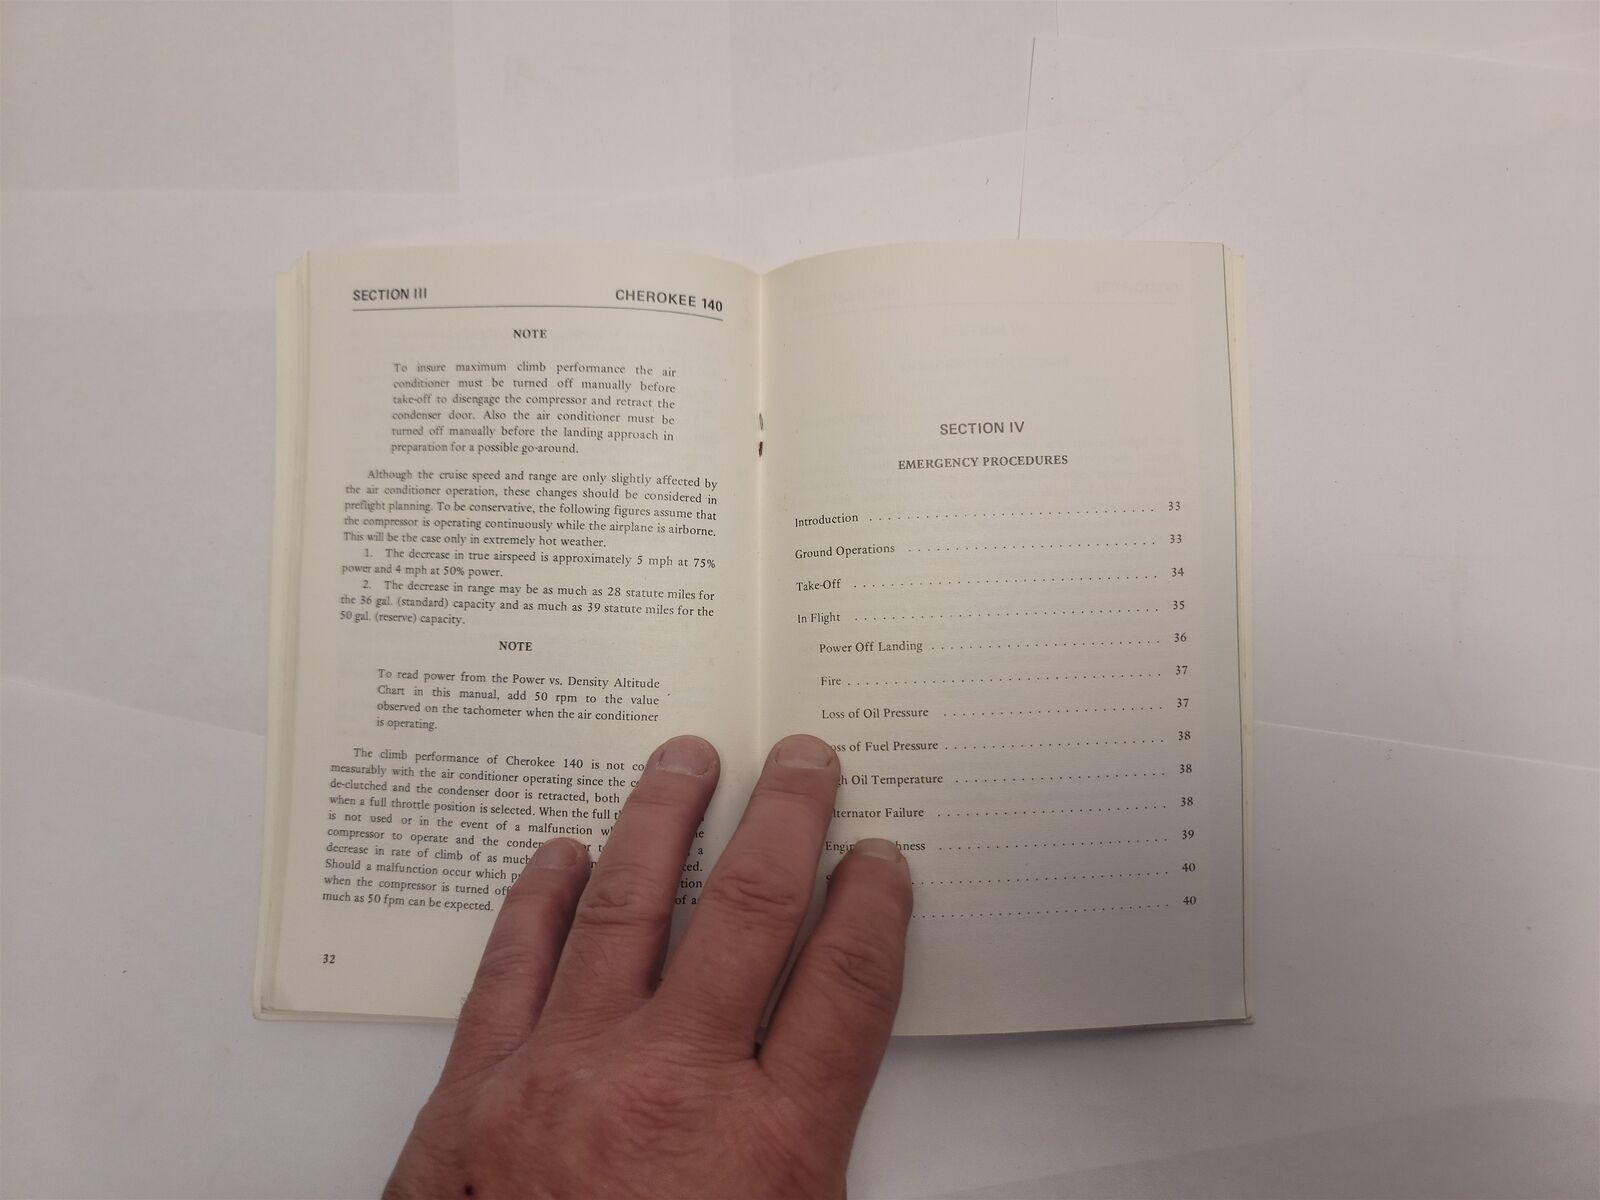 SECTION III
CHEROKEE 140
NOTE
To insure maximum climb performance the air
conditioner must be turned off manually before
take-off to disengage the compressor and retract the
condenser door. Also the air conditioner must be
turned off manually before the landing approach in
preparation for a possible go-around.
Although the cruise speed and range are only slightly affected by
the air conditioner operation, these changes should be considered in
preflight planning. To be conservative, the following figures assume that
the compressor is operating continuously while the airplane is airborne.
This will be the case only in extremely hot weather.
1. The decrease in true airspeed is approximately 5 mph at 75%
power and 4 mph at 50% power.
2. The decrease in range may be as much as 28 statute miles for
the 36 gal. (standard) capacity and as much as 39 statute miles for the
50 gal. (reserve) capacity.
NOTE
To read power from the Power vs. Density Altitude
Chart in this manual, add 50 rpm to the value
observed on the tachometer when the air conditioner
is operating.
The climb performance of Cherokee 140 is not
measurably with the air conditioner operating since the
de-clutched and the condenser door is retracted, both
when a full throttle position is selected. When the full
is not used or in the event of a malfunction
compressor to operate and the a
decrease in rate of climb of as much
Should a malfunction occur which
when the compressor is turned off of as
much as 50 fpm can be expected.
32
SECTION IV
EMERGENCY PROCEDURES
Introduction . . . . . . . . . . 33
Ground Operations . . . . . . . . . . 33
Take-Off . . . . . . . . . . 34
In Flight . . . . . . . . . . 35
Power Off Landing . . . . . . . . . . 36
Fire . . . . . . . . . . 37
Loss of Oil Pressure . . . . . . . . . . 37
of Fuel Pressure . . . . . . . . . . 38
Oil Temperature . . . . . . . . . . 38
Alternator Failure . . . . . . . . . . 38
. . . . . . . . . . 39
. . . . . . . . . . 40
. . . . . . . . . . 40